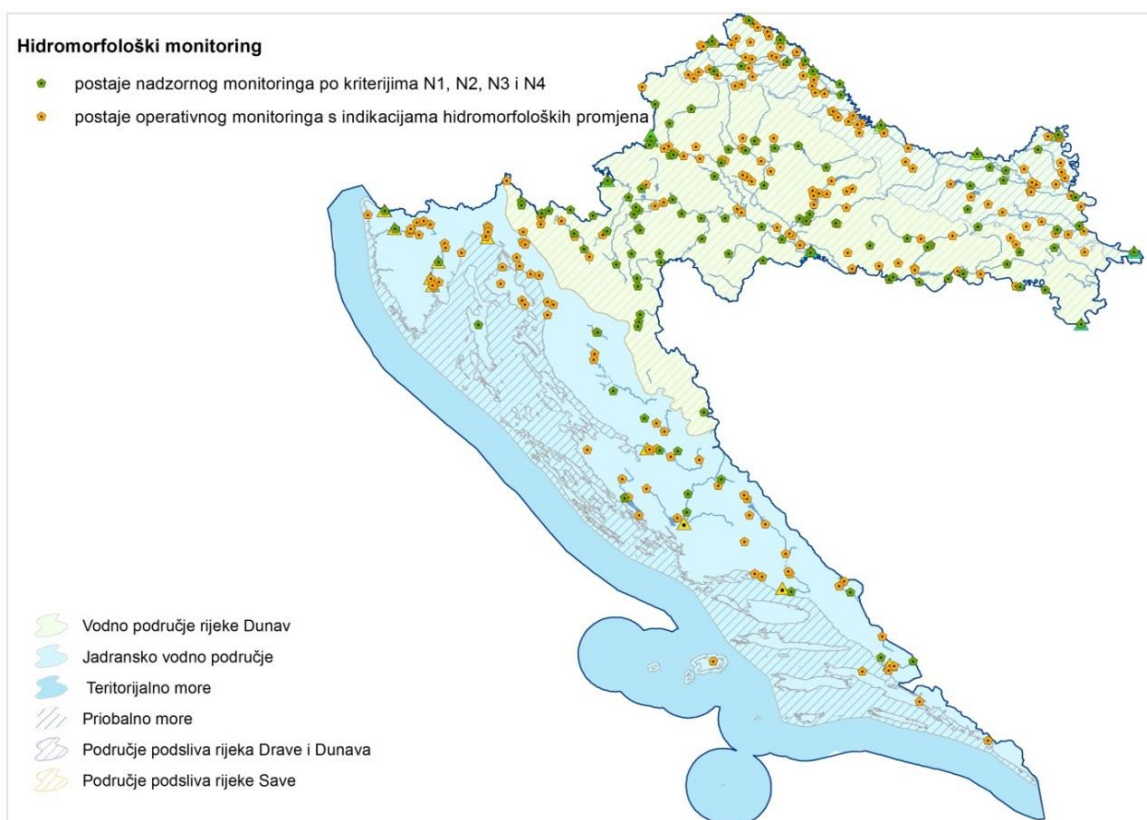 Hidromorfološki monitoring
postaje nadzornog monitoringa po kriterijima N1, N2, N3 i N4
postaje operativnog monitoringa s indikacijama hidromorfoloških promjena
Vodno područje rijeke Dunav
Jadransko vodno područje
Teritorijalno more
Priobalno more
Područje podsliva rijeka Drave i Dunava
Područje podsliva rijeke Save